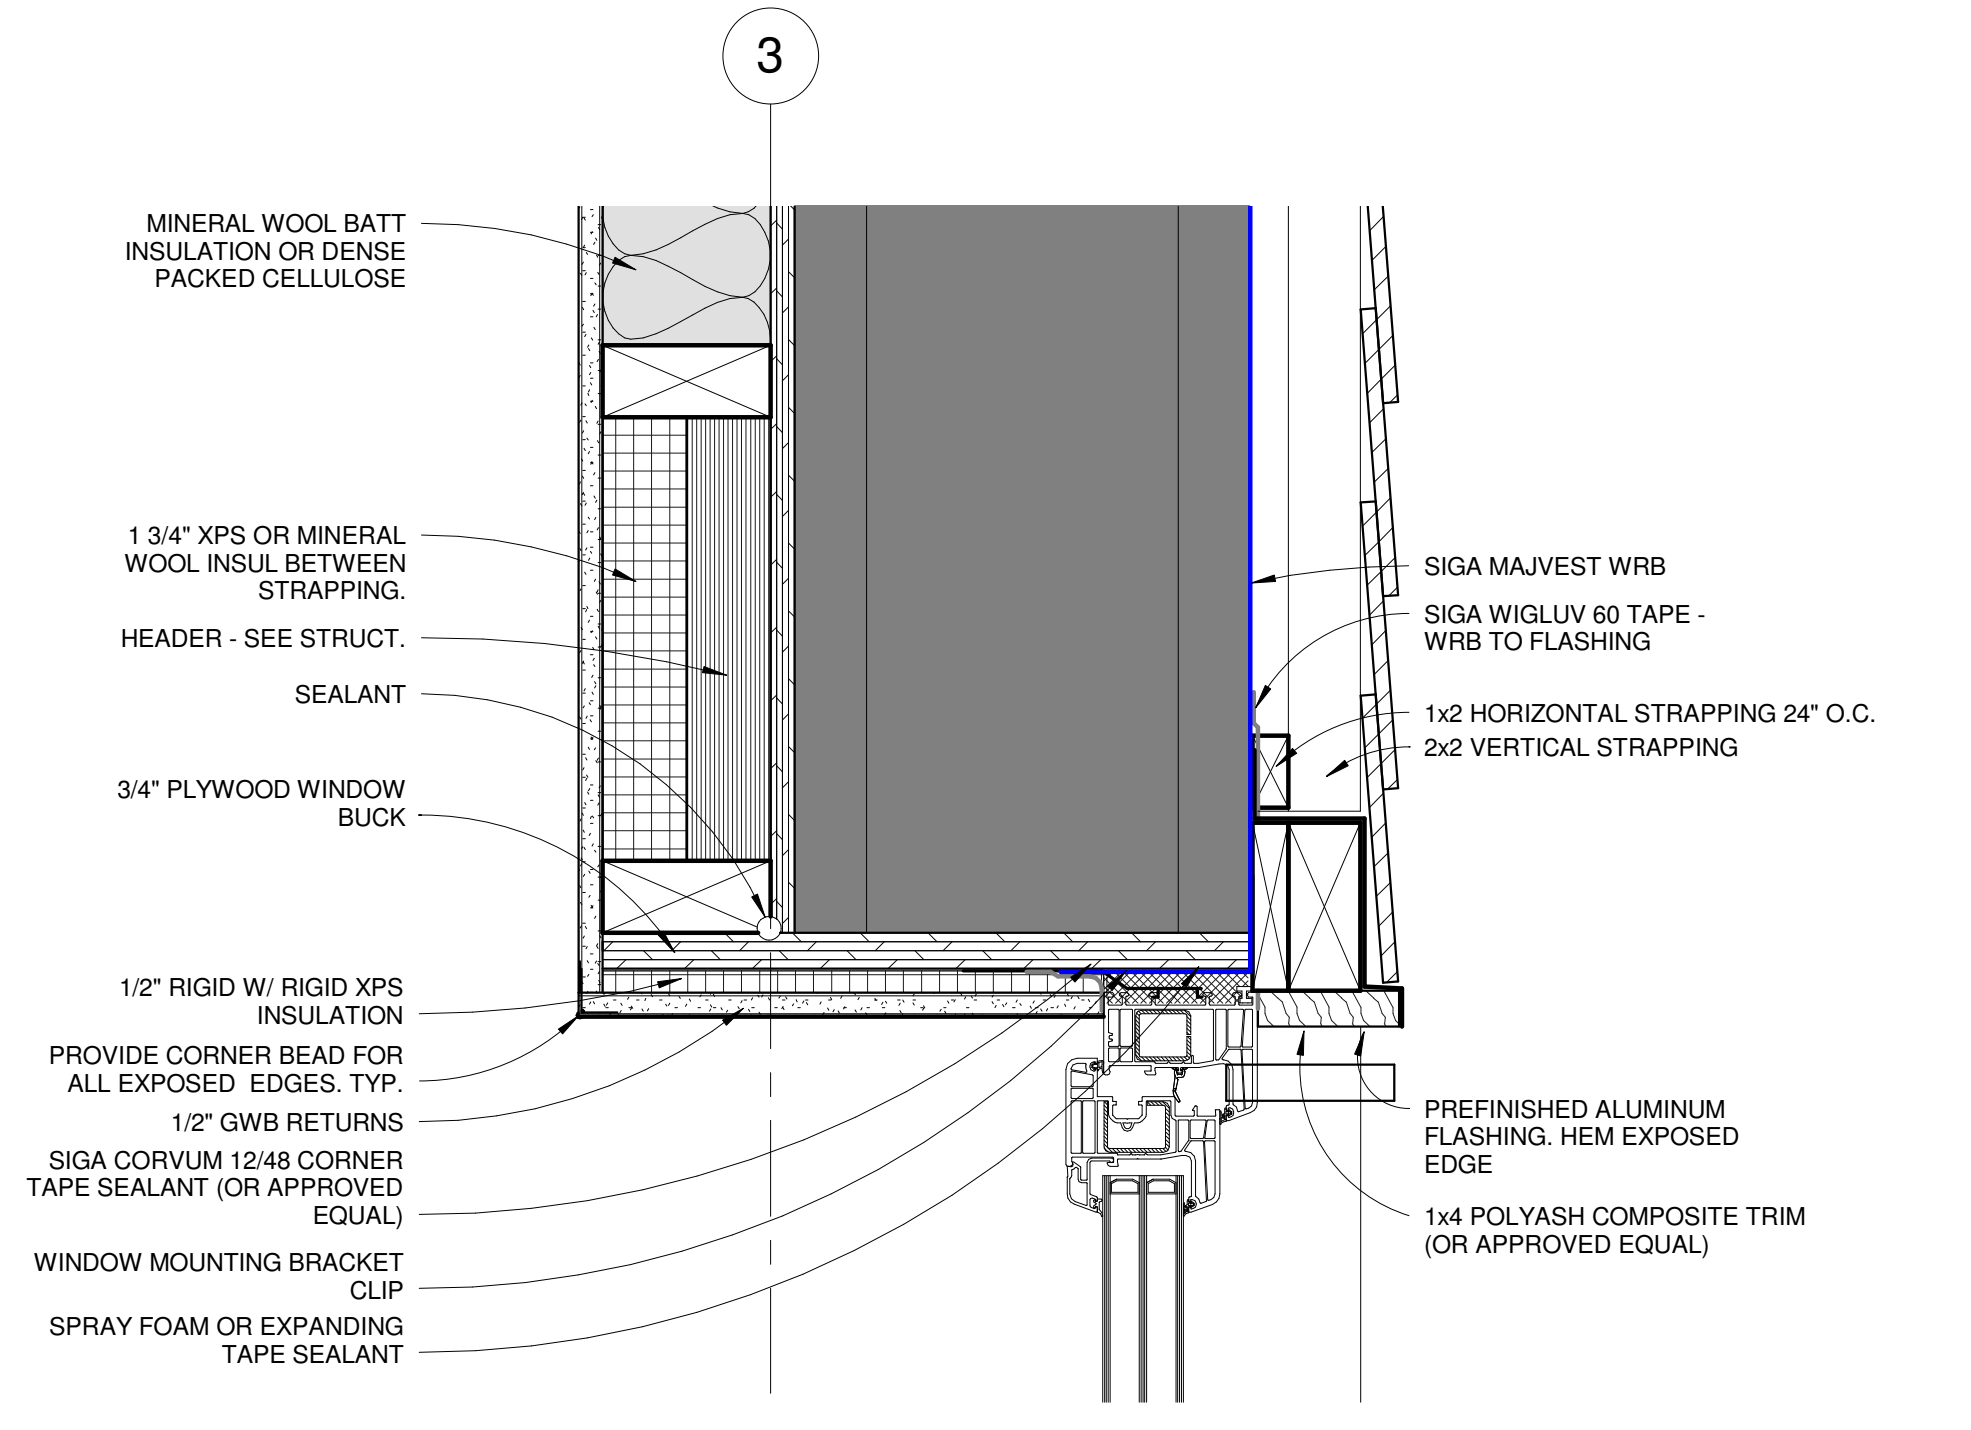 3
MINERAL WOOL BATT
INSULATION OR DENSE
PACKED CELLULOSE
1 3/4" XPS OR MINERAL
WOOL INSUL BETWEEN
STRAPPING.
HEADER - SEE STRUCT.
SEALANT
3/4" PLYWOOD WINDOW
BUCK
1/2" RIGID W/ RIGID XPS
INSULATION
PROVIDE CORNER BEAD FOR
ALL EXPOSED  EDGES. TYP.
1/2" GWB RETURNS
SIGA CORVUM 12/48 CORNER
TAPE SEALANT (OR APPROVED
EQUAL)
WINDOW MOUNTING BRACKET
CLIP
SPRAY FOAM OR EXPANDING
TAPE SEALANT
SIGA MAJVEST WRB
SIGA WIGLUV 60 TAPE -
WRB TO FLASHING
1x2 HORIZONTAL STRAPPING 24" O.C.
2x2 VERTICAL STRAPPING
PREFINISHED ALUMINUM
FLASHING. HEM EXPOSED
EDGE
1x4 POLYASH COMPOSITE TRIM
(OR APPROVED EQUAL)